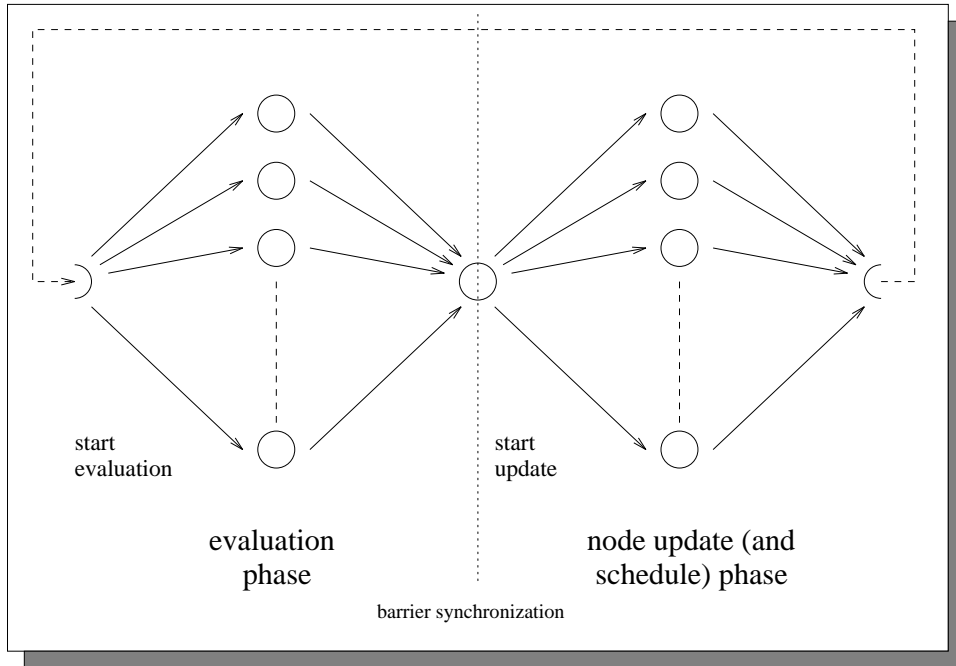 start
evaluation
start
update
evaluation
phase
node update (and
schedule) phase
barrier synchronization